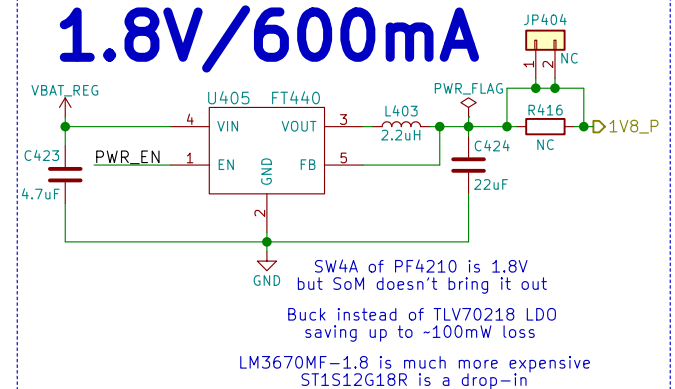 1.8V/600mA
JP404
1
2
NC
VBAT_REG
U405
FT440
PWR_FLAG
R416
NC
1V8_P
4
VIN
VOUT
3
L403
2.2uH
C423
4.7uF
PWR_EN
1
EN
GND
FB
5
C424
22uF
2
GND
SW4A of PF4210 is 1.8V
but SoM doesn't bring it out
Buck instead of TLV70218 LDO
saving up to ~100mW loss
LM3670MF-1.8 is much more expensive
ST1S12G18R is a drop-in